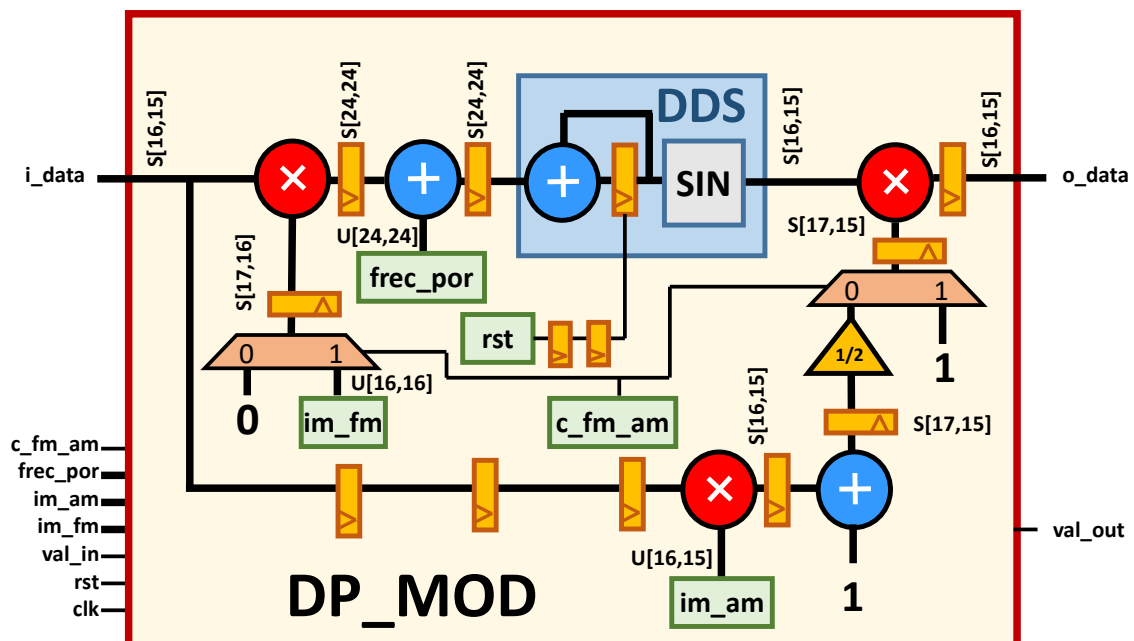 S[16,15]
S[24,24]
S[24,24]
DDS
S[16,15]
S[16,15]
i_data
×
+
+
SIN
×
o_data
S[17,16]
U[24,24]
frec_por
S[17,15]
0
1
rst
0
1
U[16,16]
1/2
1
0
im_fm
c_fm_am
S[16,15]
S[17,15]
c_fm_am
frec_por
im_am
im_fm
val_in
rst
clk
×
+
val_out
U[16,15]
im_am
1
DP_MOD